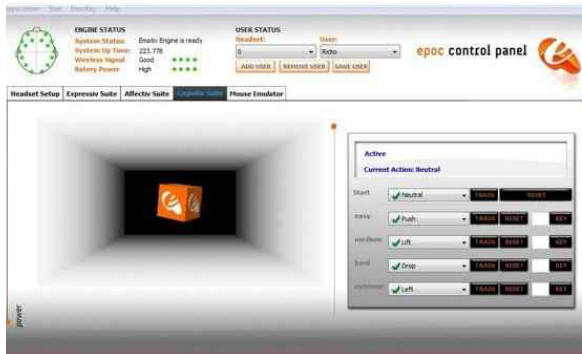 ENGINE STATUS
System Status: Emotiv Engine is ready
System Up Time: 223.778
Wireless Signal: Good
Battery Power High
USER STATUS
Headset: User:
0 Ricko
ADD USER REMOVE USER SAVE USER
epoc control panel
Headset Setup Expressiv Suite Affectiv Suite Cognitiv Suite Mouse Emulator
Active
Current Action: Neutral
Start Neutral TRAIN RESET
easy Push TRAIN RESET KEY
medium Lift TRAIN RESET KEY
hard Drop TRAIN RESET KEY
extreme Left TRAIN RESET KEY
power